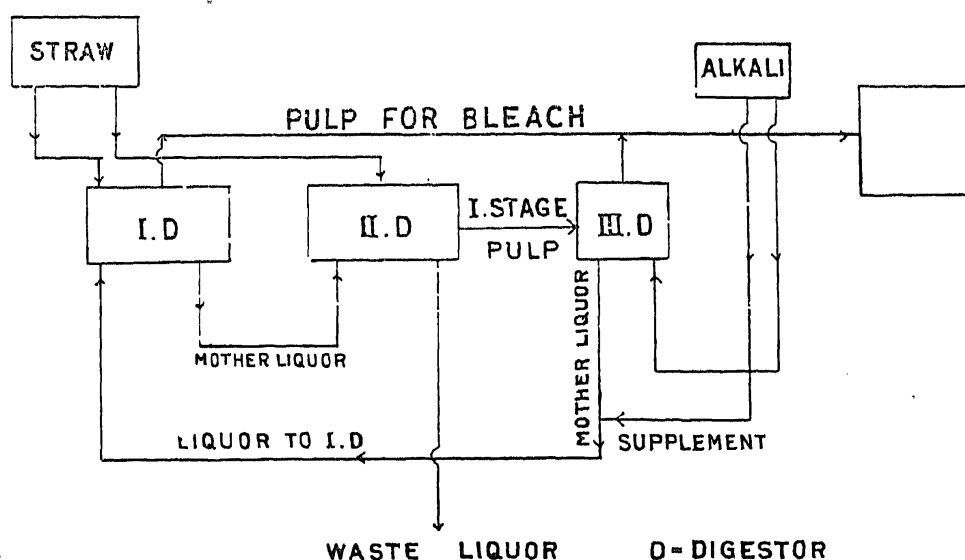 STRAW
ALKALI
PULP FOR BLEACH
I.D
II.D
I.STAGE
PULP
III.D
MOTHER LIQUOR
MOTHER LIQUOR
LIQUOR TO I.D
SUPPLEMENT
WASTE LIQUOR D=DIGESTOR